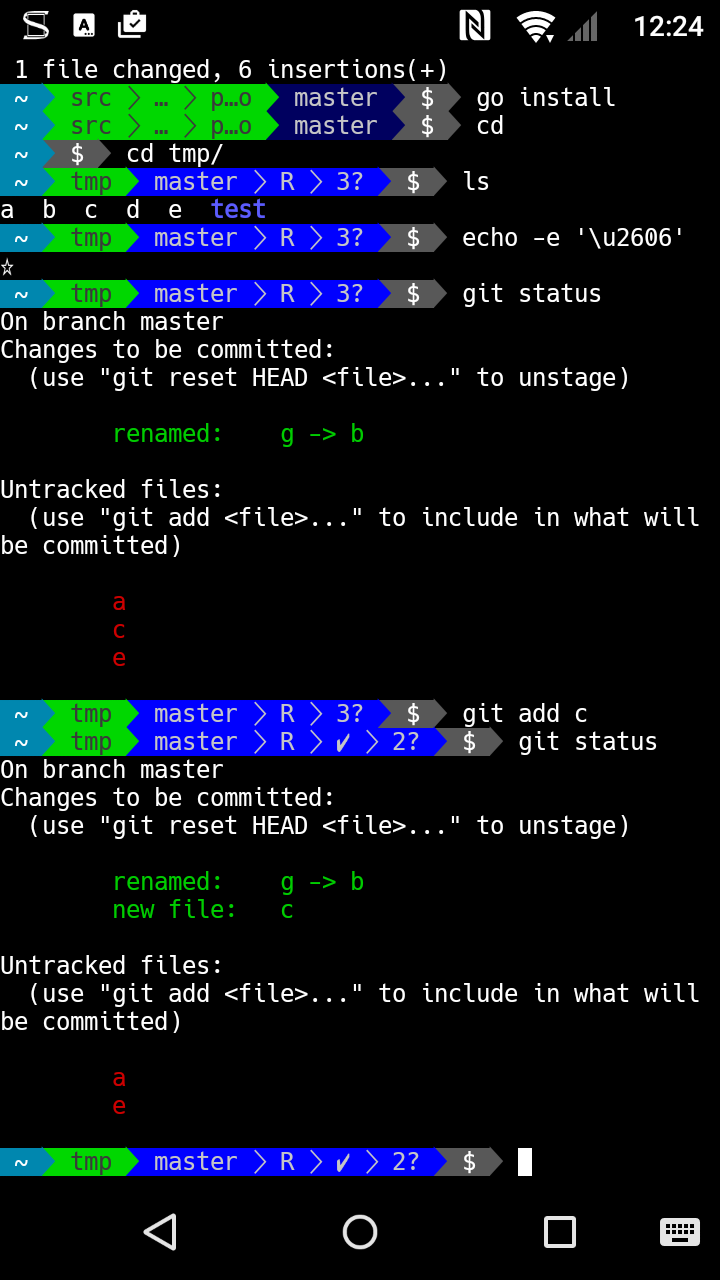 12:24
1 file changed, 6 insertions(+)
~ src … p…o master $ go install
~ src … p…o master $ cd
~ $ cd tmp/
~ tmp master R 3? $ ls
a b c d e test
~ tmp master R 3? $ echo -e '\u2606'
☆
~ tmp master R 3? $ git status
On branch master
Changes to be committed:
(use "git reset HEAD <file>..." to unstage)
renamed: g -> b
Untracked files:
(use "git add <file>..." to include in what will
be committed)
a
c
e
~ tmp master R 3? $ git add c
~ tmp master R ✔ 2? $ git status
On branch master
Changes to be committed:
(use "git reset HEAD <file>..." to unstage)
renamed: g -> b
new file: c
Untracked files:
(use "git add <file>..." to include in what will
be committed)
a
e
~ tmp master R ✔ 2? $